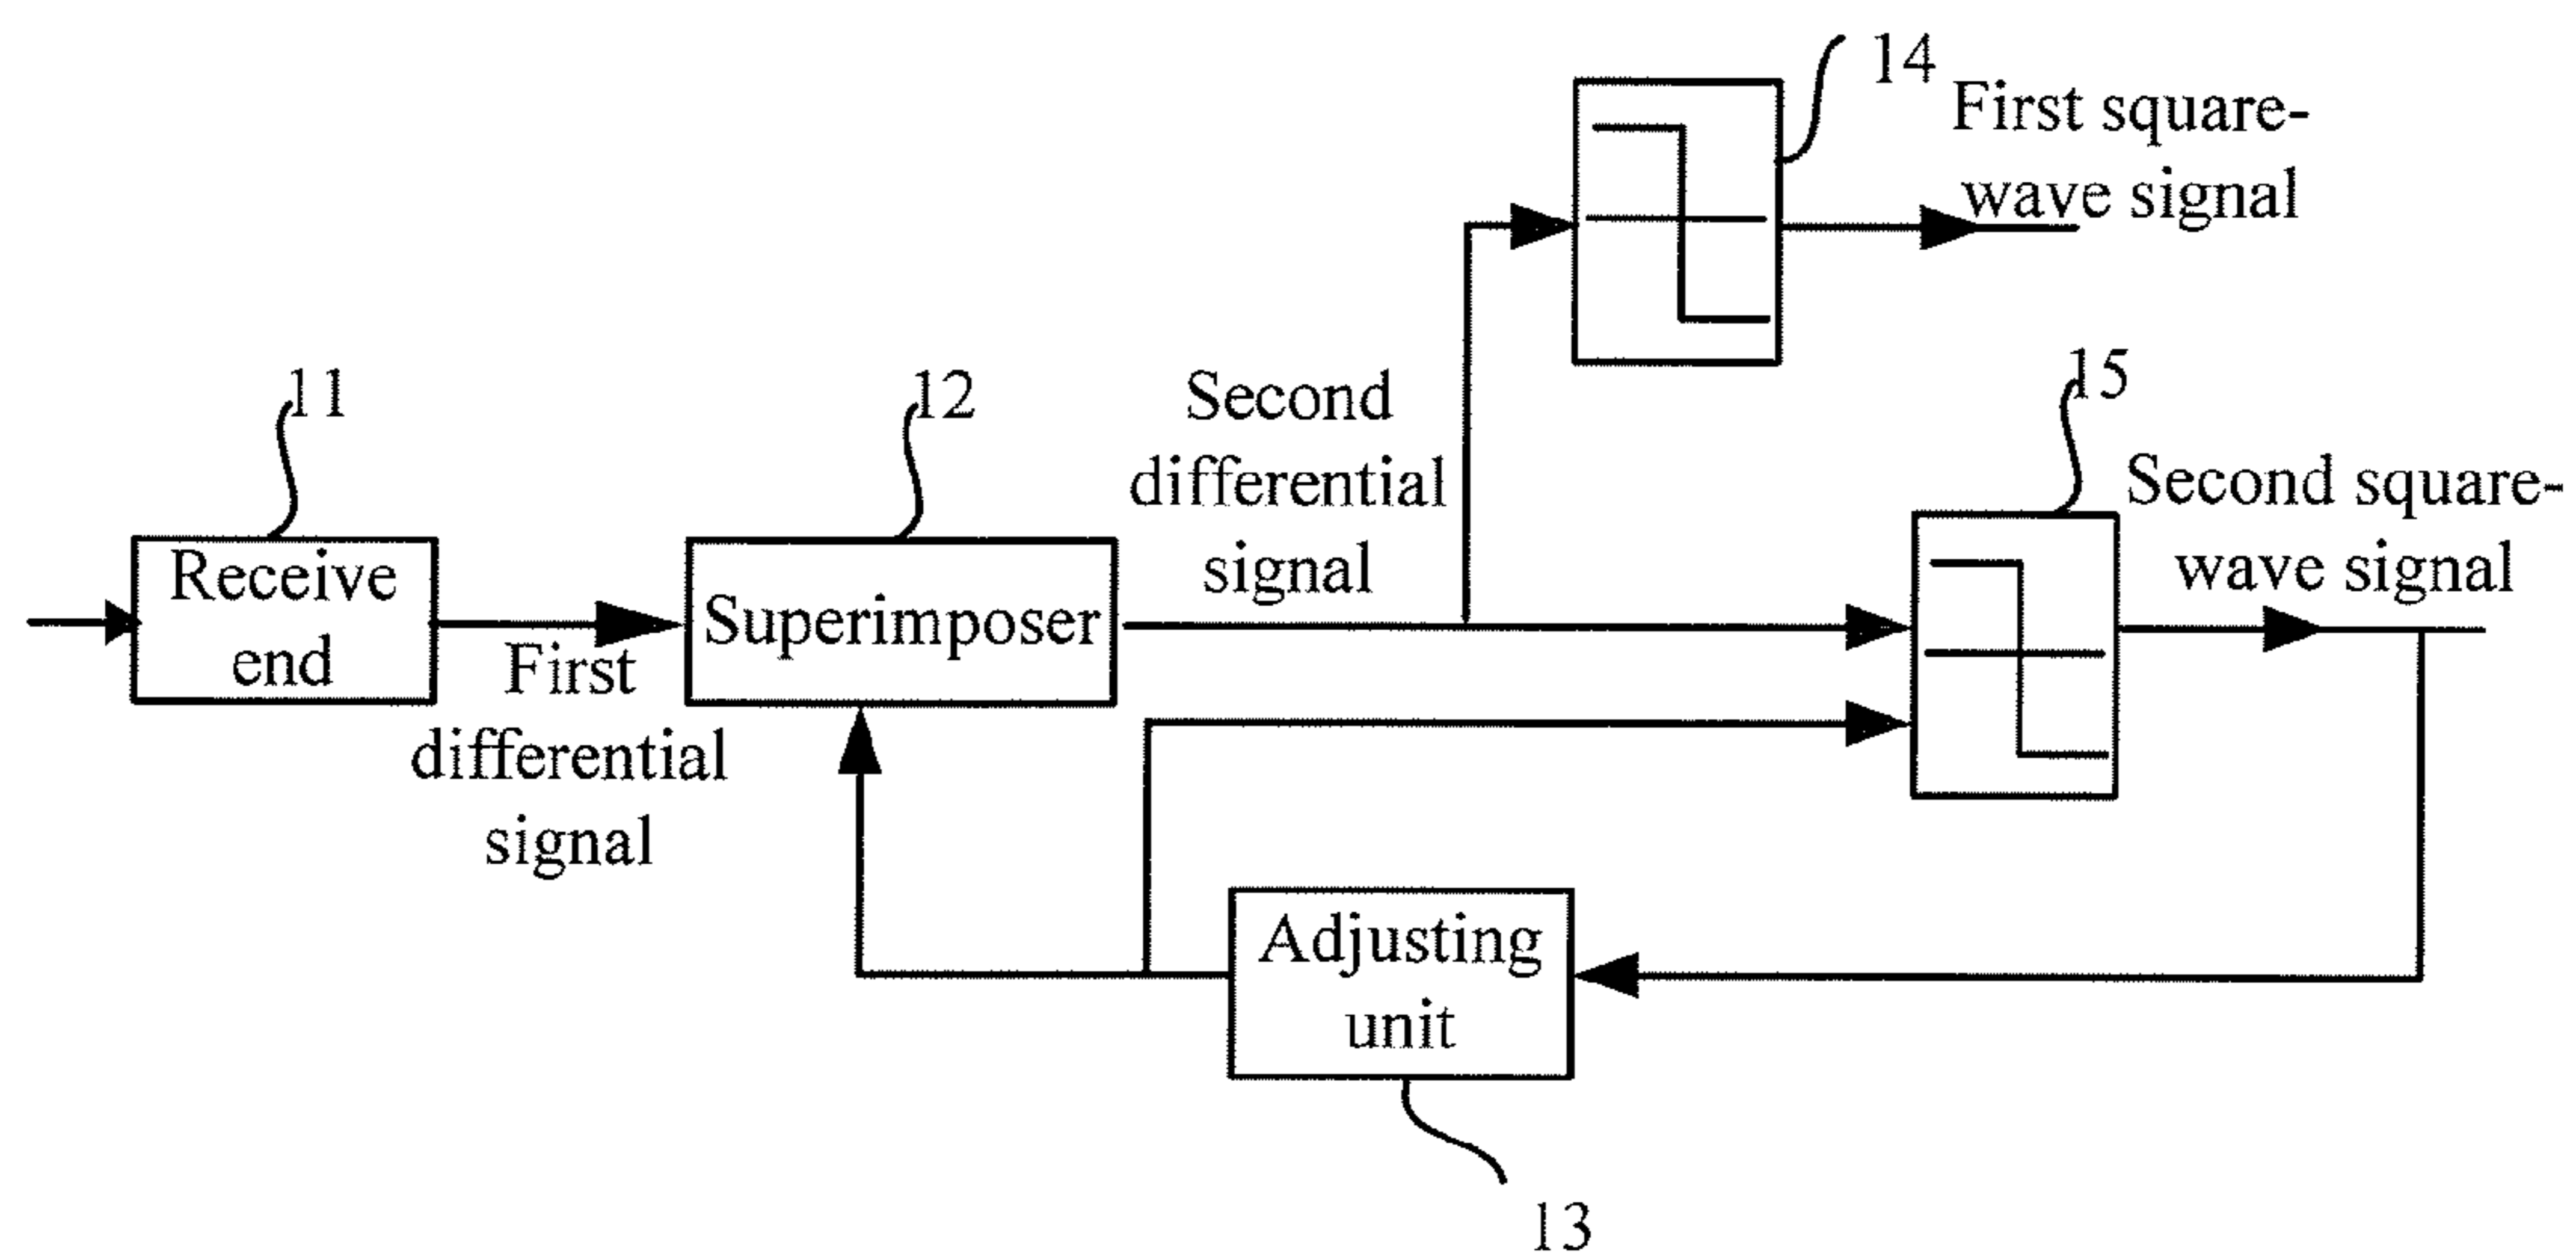 14
First square-
wave signal
15
Second square-
wave signal
11
12
Second
differential
signal
Receive
end
First
differential
signal
Superimposer
Adjusting
unit
13